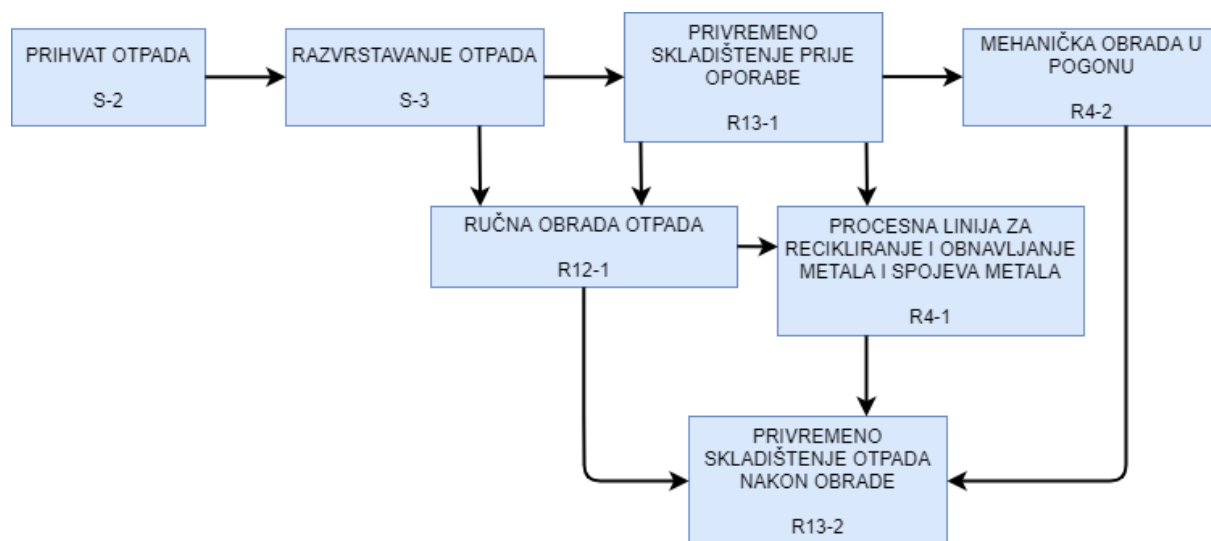 PRIHVAT OTPADA
S-2
RAZVRSTAVANJE OTPADA
S-3
PRIVREMENO
SKLADIŠTENJE PRIJE
OPORABE
R13-1
MEHANIČKA OBRADA U
POGONU
R4-2
RUČNA OBRADA OTPADA
R12-1
PROCESNA LINIJA ZA
RECIKLIRANJE I OBNAVLJANJE
METALA I SPOJEVA METALA
R4-1
PRIVREMENO
SKLADIŠTENJE OTPADA
NAKON OBRADE
R13-2